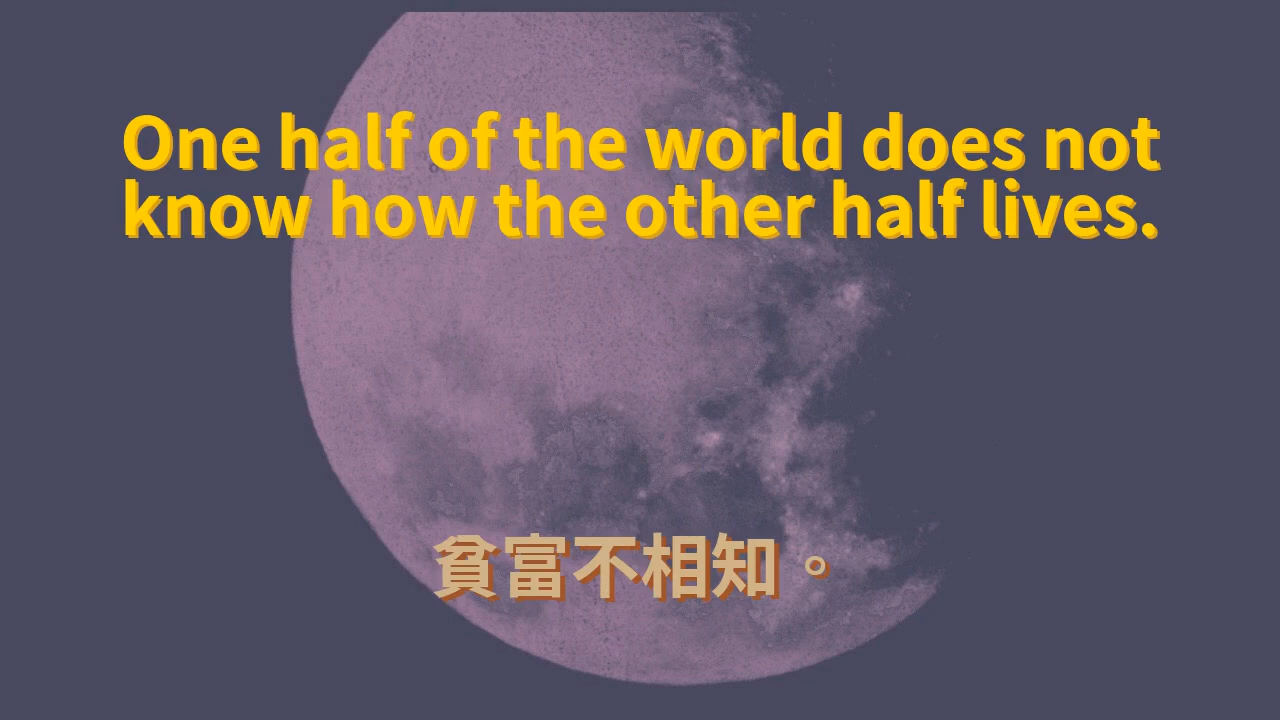 One half of the world does not
know how the other half lives.
貧富不相知。